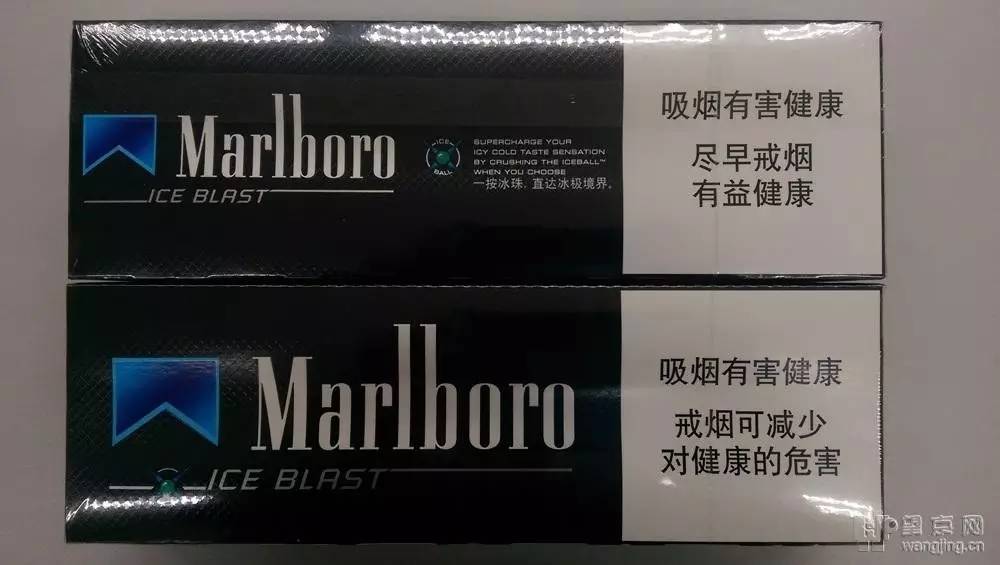 Marlboro
ICE BLAST
ICE
BALL
SUPERCHARGE YOUR
ICY COLD TASTE SENSATION
BY CRUSHING THE ICEBALL™
WHEN YOU CHOOSE
一按冰珠，直达冰极境界。
吸烟有害健康
尽早戒烟
有益健康
Marlboro
ICE BLAST
吸烟有害健康
戒烟可减少
对健康的危害
望京网
wangjing.cn